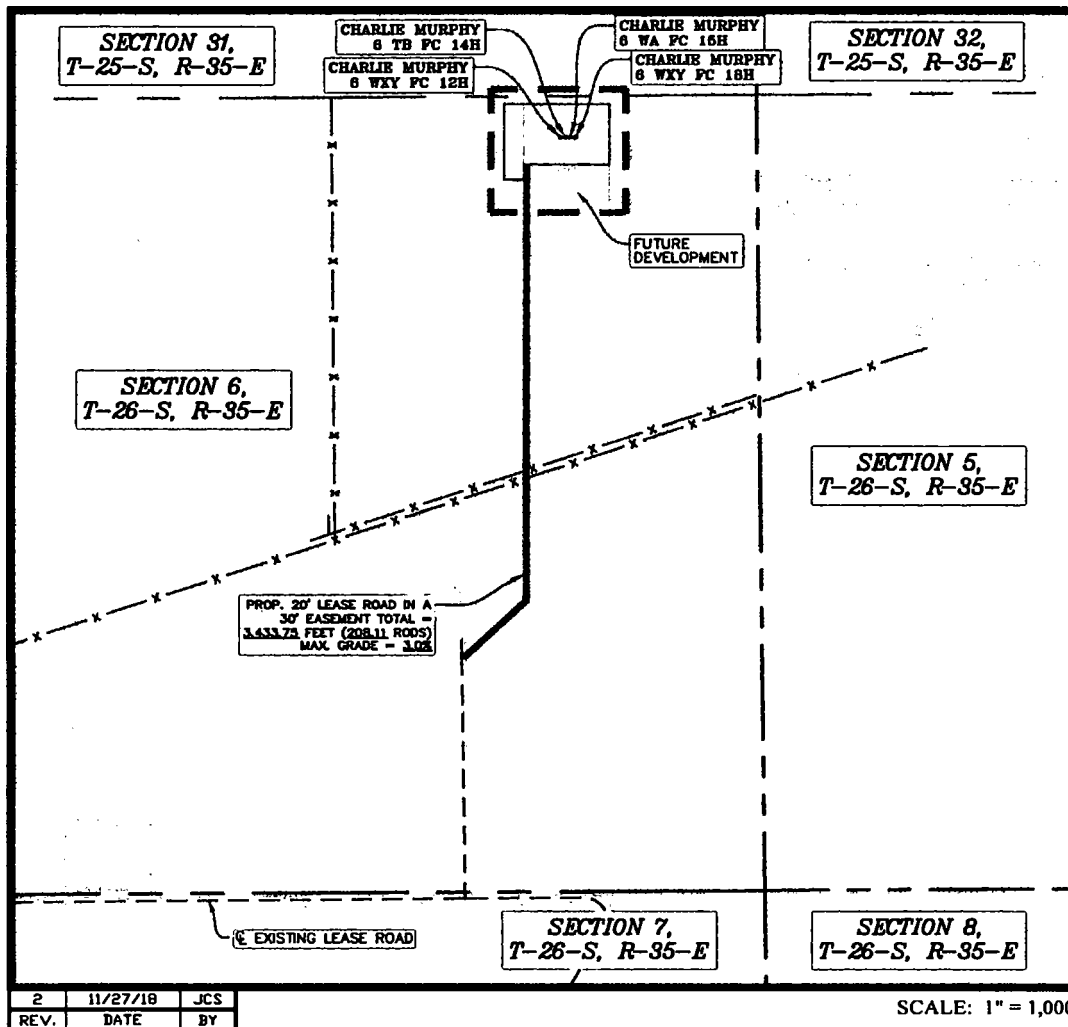 SECTION 31,
T-25-S, R-35-E
CHARLIE MURPHY
6 TB FC 14H
CHARLIE MURPHY
6 WXY FC 12H
CHARLIE MURPHY
6 WA FC 15H
CHARLIE MURPHY
6 WXY FC 16H
SECTION 32,
T-25-S, R-35-E
FUTURE
DEVELOPMENT
SECTION 6,
T-26-S, R-35-E
SECTION 5,
T-26-S, R-35-E
PROP. 20' LEASE ROAD IN A
30' EASEMENT TOTAL =
3,433.75 FEET (208.11 RODS)
MAX. GRADE = 3.0%
℄ EXISTING LEASE ROAD
SECTION 7,
T-26-S, R-35-E
SECTION 8,
T-26-S, R-35-E
2 11/27/18 JCS
REV. DATE BY
SCALE: 1" = 1,000